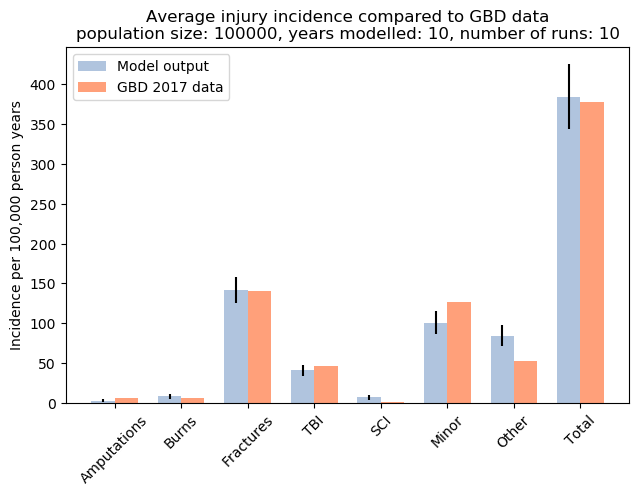 Average injury incidence compared to GBD data
population size: 100000, years modelled: 10, number of runs: 10
Model output
GBD 2017 data
Incidence per 100,000 person years
400
350
300
250
200
150
100
50
0
Amputations
Burns
Fractures
TBI
SCI
Minor
Other
Total